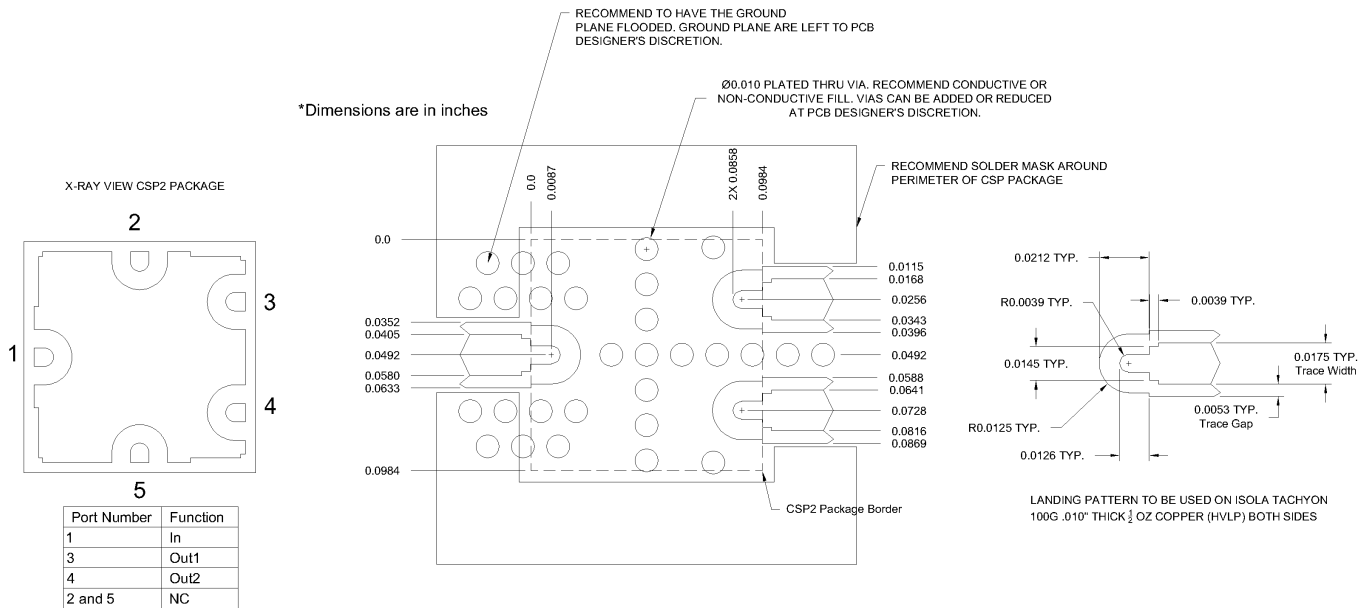 RECOMMEND TO HAVE THE GROUND
PLANE FLOODED. GROUND PLANE ARE LEFT TO PCB
DESIGNER'S DISCRETION.
Ø0.010 PLATED THRU VIA. RECOMMEND CONDUCTIVE OR
NON-CONDUCTIVE FILL. VIAS CAN BE ADDED OR REDUCED
AT PCB DESIGNER'S DISCRETION.
*Dimensions are in inches
RECOMMEND SOLDER MASK AROUND
PERIMETER OF CSP PACKAGE
X-RAY VIEW CSP2 PACKAGE
2
3
1
4
5
Port Number Function
1 In
3 Out1
4 Out2
2 and 5 NC
0.0
0.0087
2X 0.0858
0.0984
0.0
0.0352
0.0405
0.0492
0.0580
0.0633
0.0984
0.0115
0.0168
0.0256
0.0343
0.0396
0.0492
0.0588
0.0641
0.0728
0.0816
0.0869
CSP2 Package Border
0.0212 TYP.
R0.0039 TYP.
0.0039 TYP.
0.0145 TYP.
0.0175 TYP.
Trace Width
R0.0125 TYP.
0.0053 TYP.
Trace Gap
0.0126 TYP.
LANDING PATTERN TO BE USED ON ISOLA TACHYON
100G .010" THICK ½ OZ COPPER (HVLP) BOTH SIDES